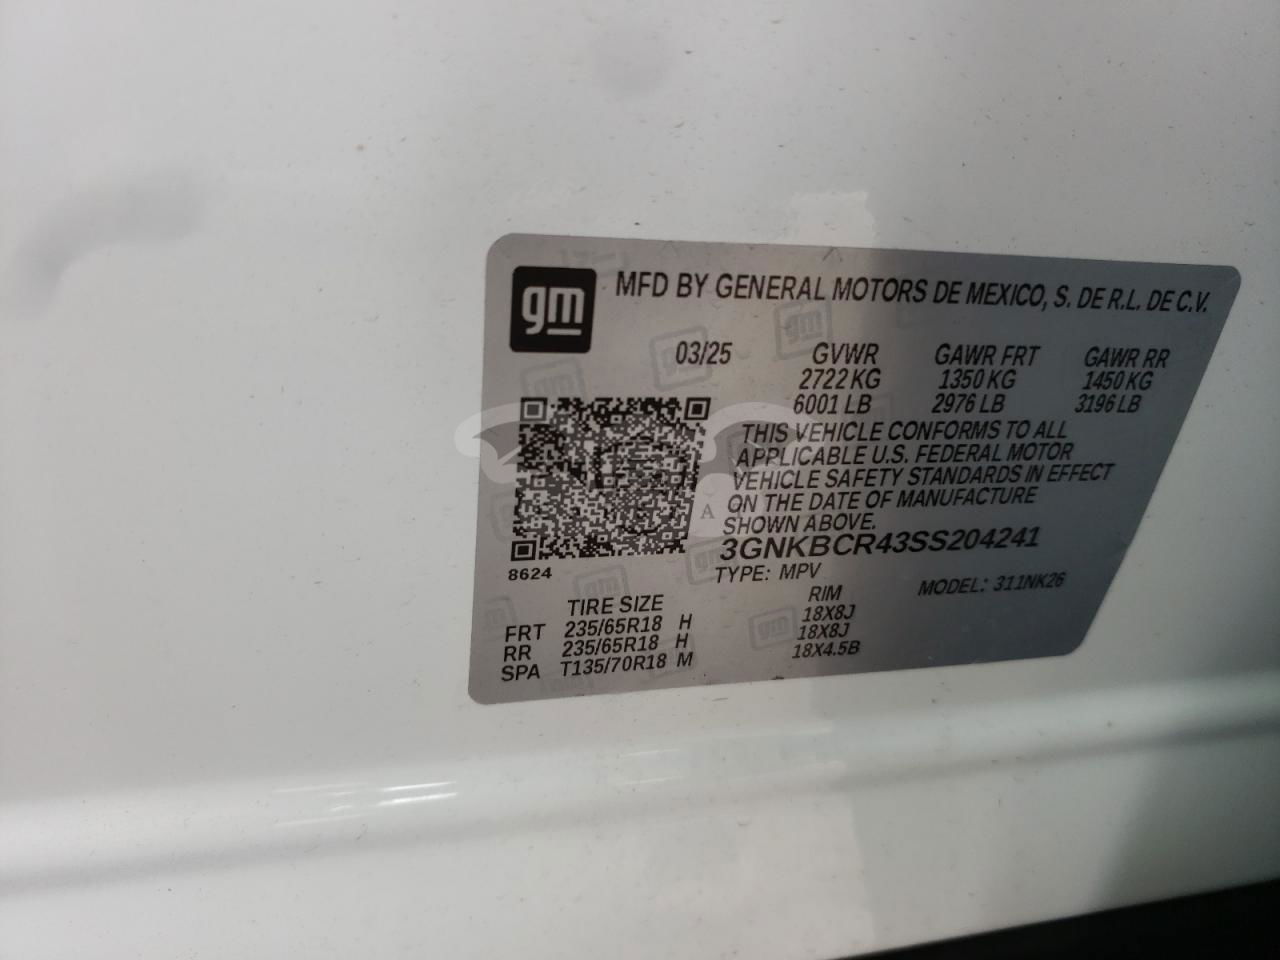 gm
MFD BY GENERAL MOTORS DE MEXICO, S. DE R.L. DE C.V.
03/25 GVWR GAWR FRT GAWR RR
2722 KG 1350 KG 1450 KG
6001 LB 2976 LB 3196 LB
THIS VEHICLE CONFORMS TO ALL
APPLICABLE U.S. FEDERAL MOTOR
VEHICLE SAFETY STANDARDS IN EFFECT
ON THE DATE OF MANUFACTURE
SHOWN ABOVE.
3GNKBCR43SS204241
8624
TYPE: MPV MODEL: 311NK26
TIRE SIZE RIM
FRT 235/65R18 H 18X8J
RR 235/65R18 H 18X8J
SPA T135/70R18 M 18X4.5B
A